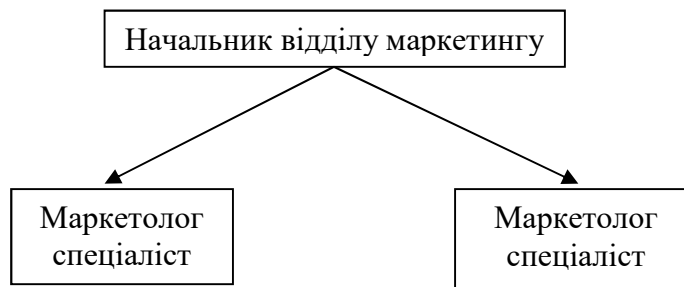 Начальник відділу маркетингу
Маркетолог
спеціаліст
Маркетолог
спеціаліст